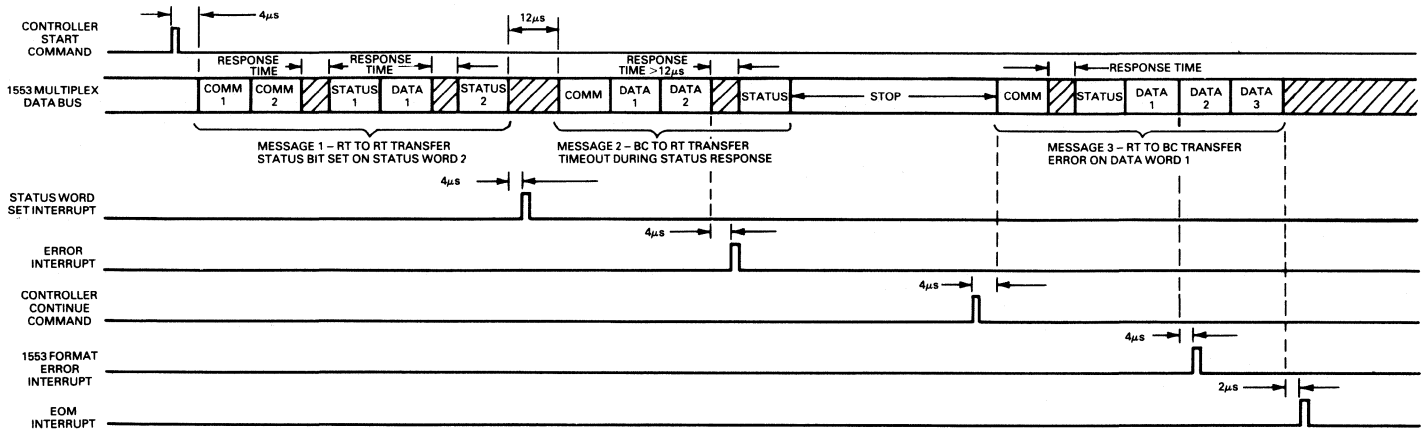 CONTROLLER
START
COMMAND
4μs
12μs
RESPONSE
TIME
RESPONSE
TIME
RESPONSE
TIME >12μs
RESPONSE TIME
1553 MULTIPLEX
DATA BUS
COMM
1
COMM
2
STATUS
1
DATA
1
STATUS
2
COMM
DATA
1
DATA
2
STATUS
STOP
COMM
STATUS
DATA
1
DATA
2
DATA
3
MESSAGE 1 – RT TO RT TRANSFER
STATUS BIT SET ON STATUS WORD 2
MESSAGE 2 – BC TO RT TRANSFER
TIMEOUT DURING STATUS RESPONSE
MESSAGE 3 – RT TO BC TRANSFER
ERROR ON DATA WORD 1
4μs
STATUS WORD
SET INTERRUPT
4μs
ERROR
INTERRUPT
4μs
CONTROLLER
CONTINUE
COMMAND
4μs
1553 FORMAT
ERROR
INTERRUPT
2μs
EOM
INTERRUPT